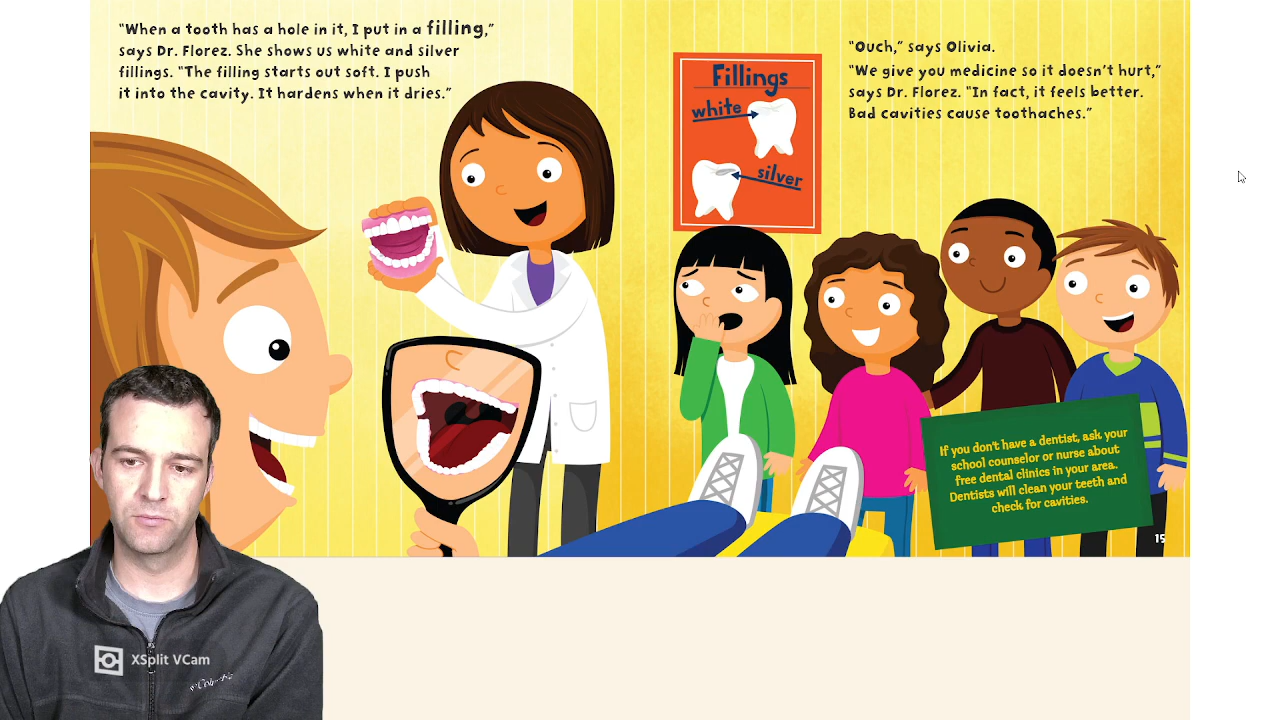 "When a tooth has a hole in it, I put in a filling,"
says Dr. Florez. She shows us white and silver
fillings. "The filling starts out soft. I push
it into the cavity. It hardens when it dries."
Fillings
white
silver
"Ouch," says Olivia.
"We give you medicine so it doesn't hurt,"
says Dr. Florez. "In fact, it feels better.
Bad cavities cause toothaches."
If you don't have a dentist, ask your
school counselor or nurse about
free dental clinics in your area.
Dentists will clean your teeth and
check for cavities.
15
XSplit VCam
Columbia